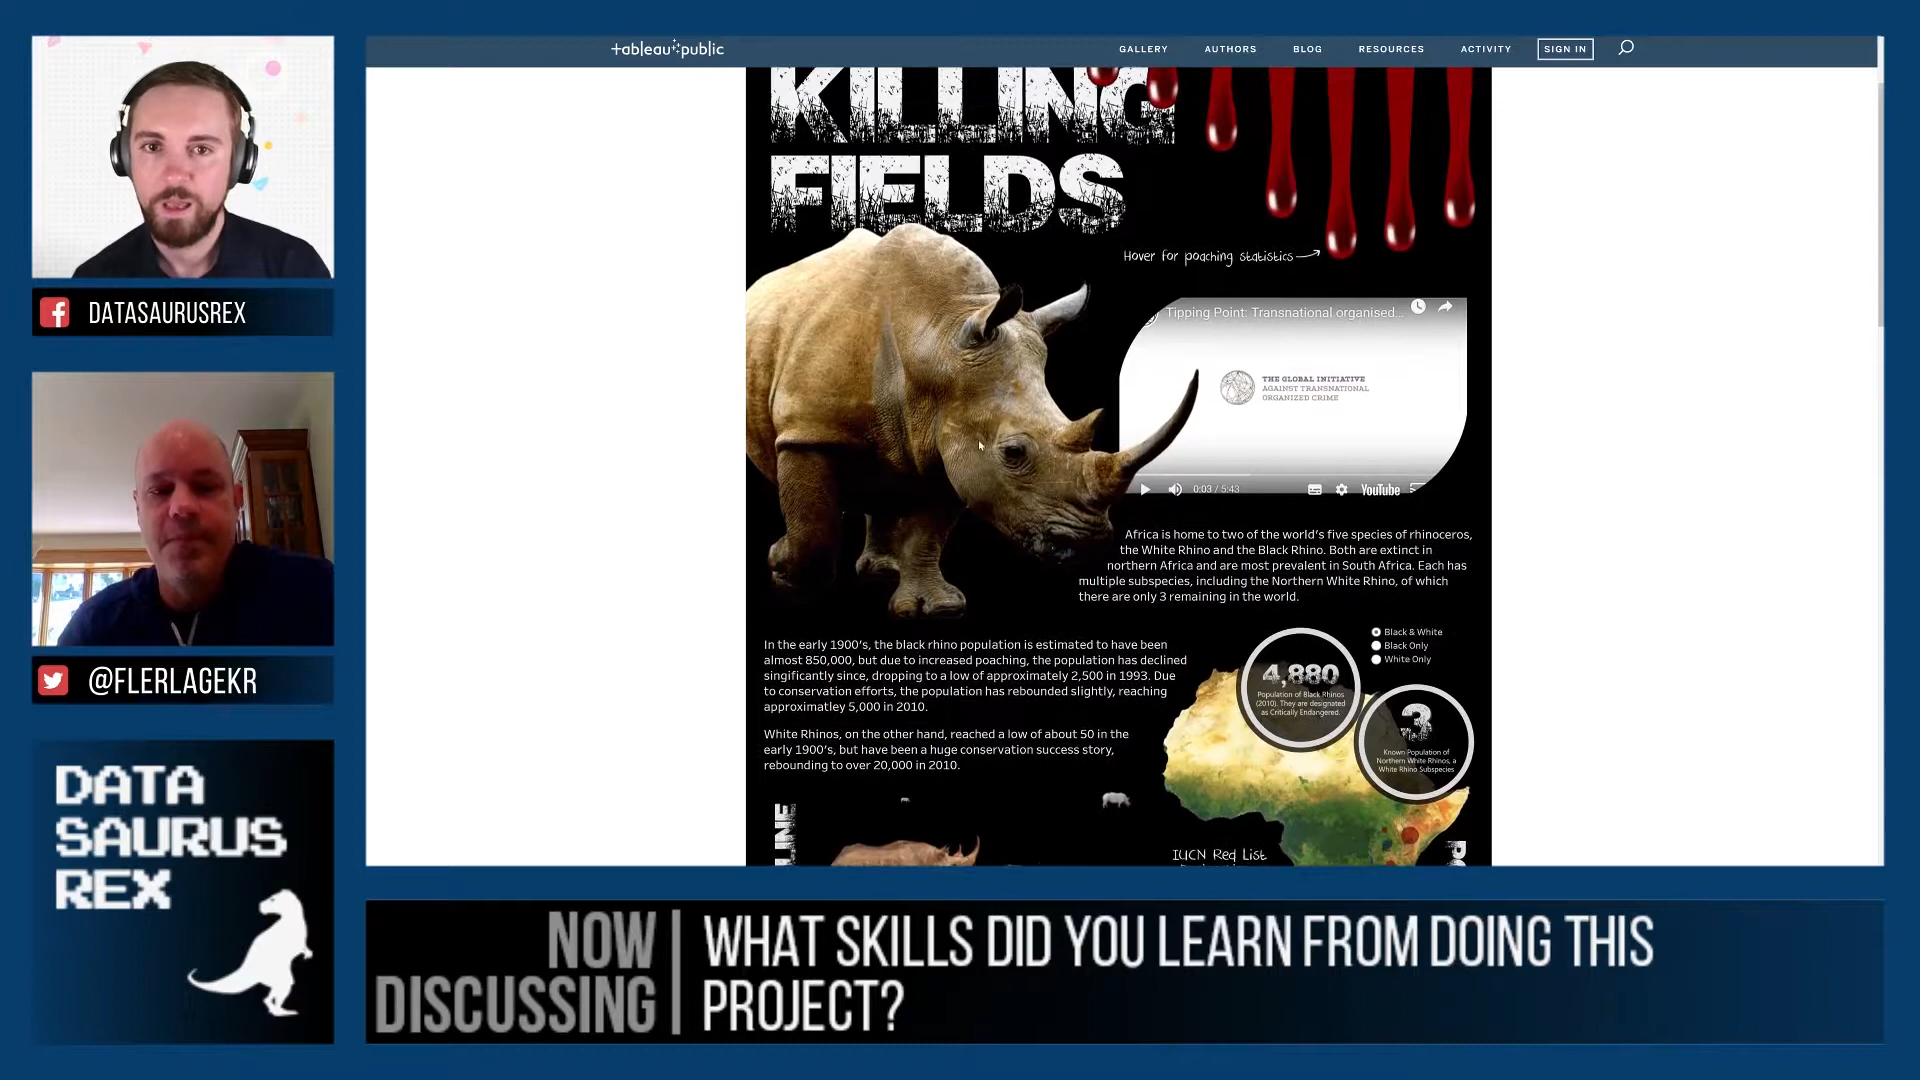 DATASAURUSREX
@FLERLAGEKR
DATA
SAURUS
REX
+ableau public
GALLERY
AUTHORS
BLOG
RESOURCES
ACTIVITY
SIGN IN
KILLING
FIELDS
Hover for poaching statistics
Tipping Point: Transnational organised...
THE GLOBAL INITIATIVE
AGAINST TRANSNATIONAL
ORGANIZED CRIME
0:03 / 5:43
YouTube
Africa is home to two of the world's five species of rhinoceros,
the White Rhino and the Black Rhino. Both are extinct in
northern Africa and are most prevalent in South Africa. Each has
multiple subspecies, including the Northern White Rhino, of which
there are only 3 remaining in the world.
In the early 1900's, the black rhino population is estimated to have been
almost 850,000, but due to increased poaching, the population has declined
singificantly since, dropping to a low of approximately 2,500 in 1993. Due
to conservation efforts, the population has rebounded slightly, reaching
approximatley 5,000 in 2010.
White Rhinos, on the other hand, reached a low of about 50 in the
early 1900's, but have been a huge conservation success story,
rebounding to over 20,000 in 2010.
Black & White
Black Only
White Only
4,880
Population of Black Rhinos
(2010). They are designated
as Critically Endangered.
3
Known Population of
Northern White Rhinos, a
White Rhino Subspecies
IUCN Red List
NOW
DISCUSSING
WHAT SKILLS DID YOU LEARN FROM DOING THIS
PROJECT?